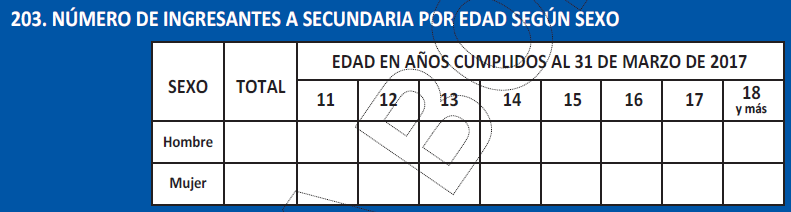 203. NÚMERO DE INGRESANTES A SECUNDARIA POR EDAD SEGÚN SEXO
SEXO TOTAL EDAD EN AÑOS CUMPLIDOS AL 31 DE MARZO DE 2017
11 12 13 14 15 16 17 18 y más
Hombre
Mujer